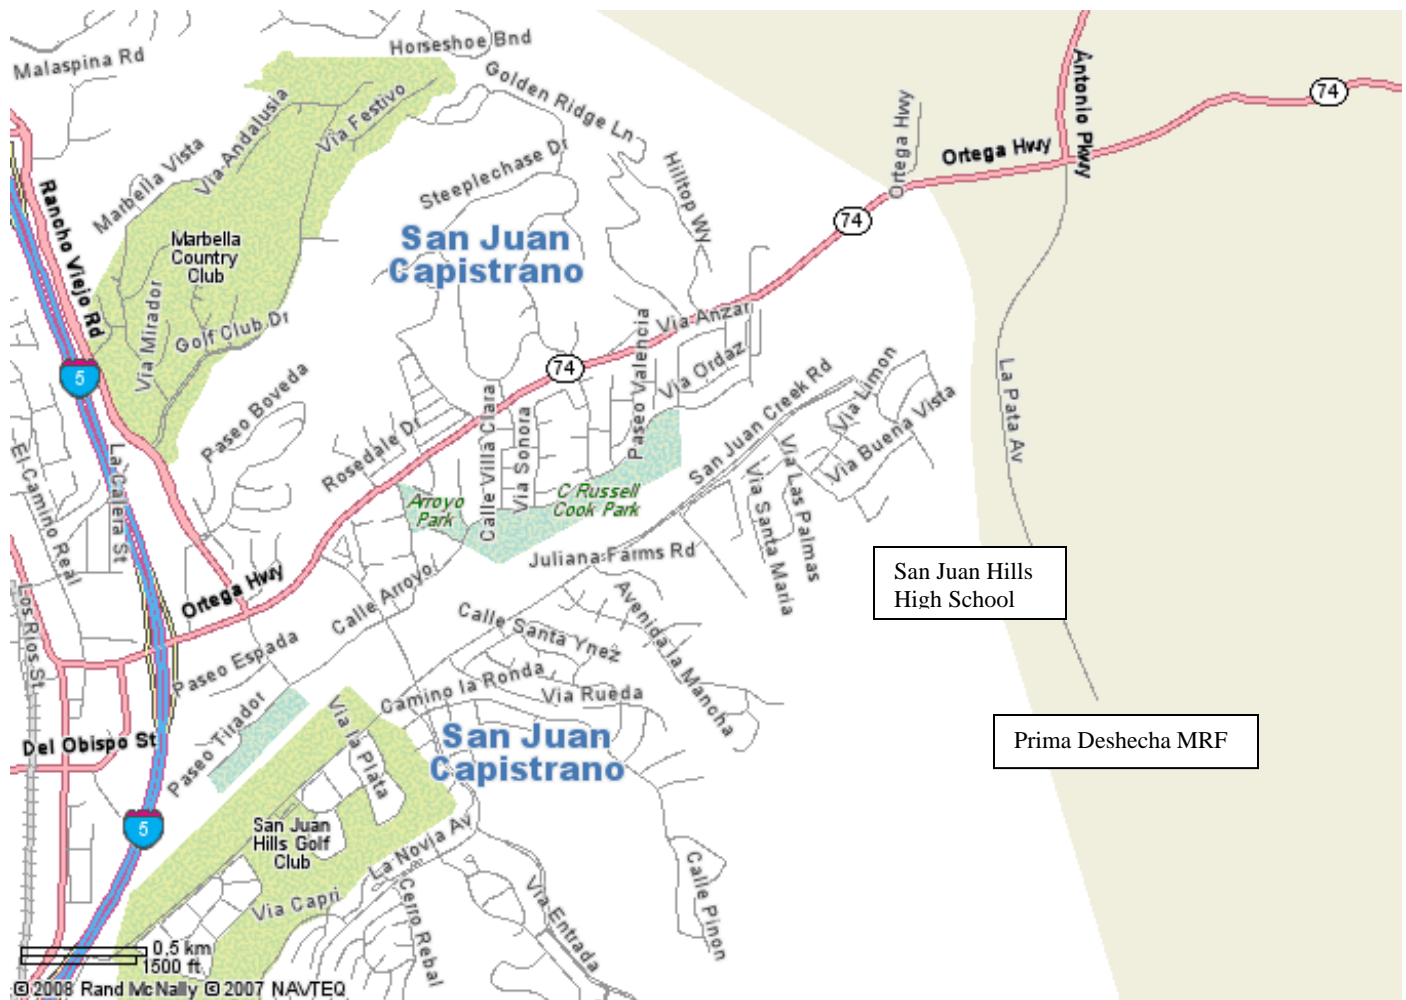 Malaspina Rd
Horseshoe Bnd
Golden Ridge Ln
Via Festivo
Via Andalusia
Marbella Vista
Steeplechase Dr
Hilltop Wy
Ortega Hwy
Ortega Hwy
Antonio Pkwy
74
74
Rancho Viejo Rd
Marbella
Country
Club
San Juan
Capistrano
Via Mirador
Golf Club Dr
Via Anzar
Paseo Valencia
Via Ordaz
74
5
Paseo Boveda
San Juan Creek Rd
Via Limon
Via Buena Vista
La Pata Av
Rosedale Dr
Calle Villa Clara
Via Sonora
El Camino Real
La Calera St
Arroyo
Park
C Russell
Cook Park
Via Las Palmas
Via Santa Maria
Juliana Farms Rd
San Juan Hills
High School
Los Rios St
Ortega Hwy
Calle Arroyo
Calle Santa Ynez
Avenida la Mancha
Paseo Espada
Camino la Ronda
Via Rueda
Paseo Tirador
Via la Plata
Del Obispo St
San Juan
Capistrano
Prima Deshecha MRF
5
San Juan
Hills Golf
Club
La Novia Av
Via Capri
Cerro Rebal
Via Entrada
Calle Pinon
0.5 km
1500 ft
© 2008 Rand McNally © 2007 NAVTEQ